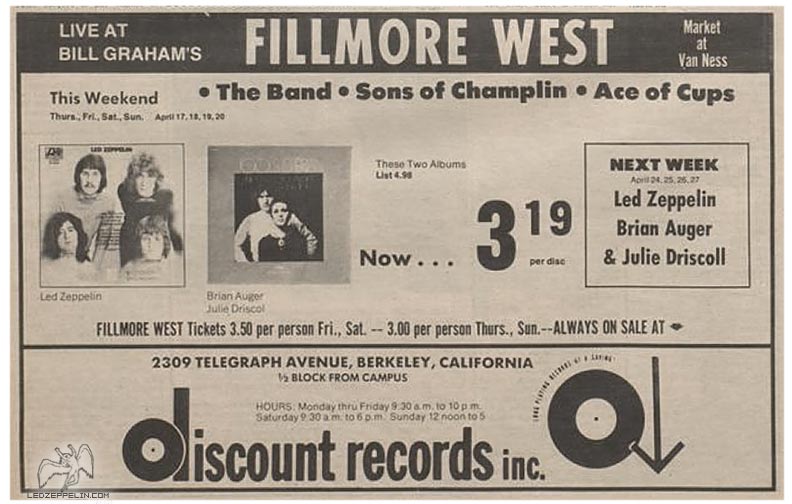 LIVE AT
BILL GRAHAM'S
FILLMORE WEST
Market
at
Van Ness
This Weekend
Thurs., Fri., Sat., Sun. April 17, 18, 19, 20
• The Band • Sons of Champlin • Ace of Cups
LED ZEPPELIN
Led Zeppelin
Brian Auger
Julie Driscol
These Two Albums
List 4.98
Now . . . 3 19
per disc
NEXT WEEK
April 24, 25, 26, 27
Led Zeppelin
Brian Auger
& Julie Driscoll
FILLMORE WEST Tickets 3.50 per person Fri., Sat. -- 3.00 per person Thurs., Sun.--ALWAYS ON SALE AT
2309 TELEGRAPH AVENUE, BERKELEY, CALIFORNIA
½ BLOCK FROM CAMPUS
HOURS: Monday thru Friday 9:30 a.m. to 10 p.m.
Saturday 9:30 a.m. to 6 p.m. Sunday 12 noon to 5
discount records inc.
LONG PLAYING RECORDS AT A SAVING
LEDZEPPELIN.COM